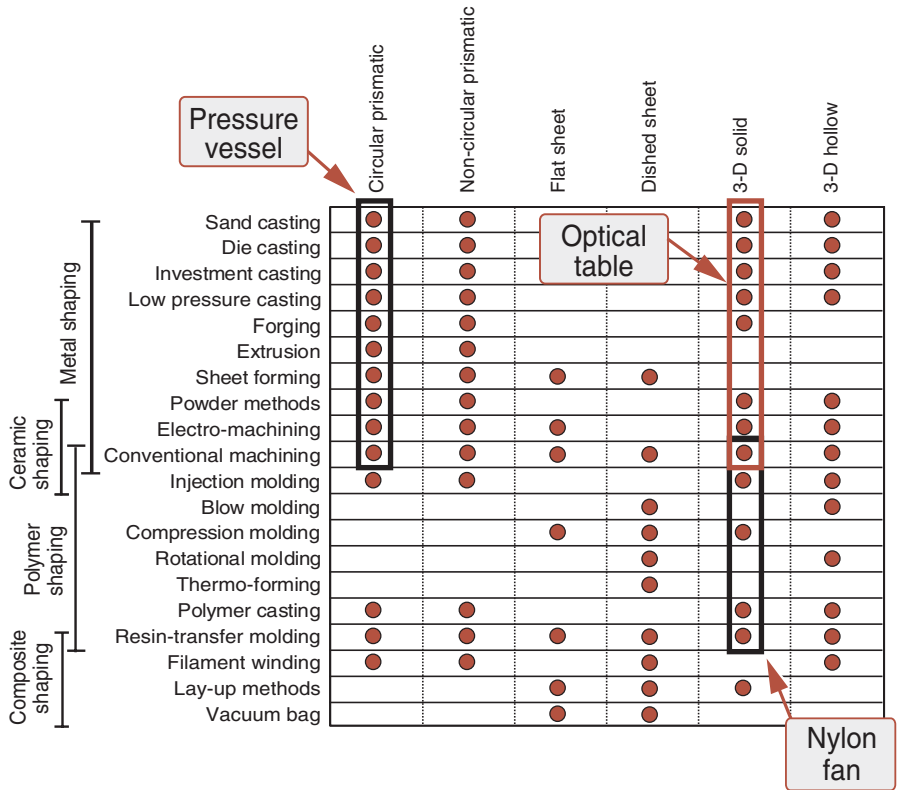 Circular prismatic
Non-circular prismatic
Flat sheet
Dished sheet
3-D solid
3-D hollow
Pressure
vessel
Optical
table
Metal shaping
Ceramic
shaping
Polymer
shaping
Composite
shaping
Sand casting
Die casting
Investment casting
Low pressure casting
Forging
Extrusion
Sheet forming
Powder methods
Electro-machining
Conventional machining
Injection molding
Blow molding
Compression molding
Rotational molding
Thermo-forming
Polymer casting
Resin-transfer molding
Filament winding
Lay-up methods
Vacuum bag
Nylon
fan